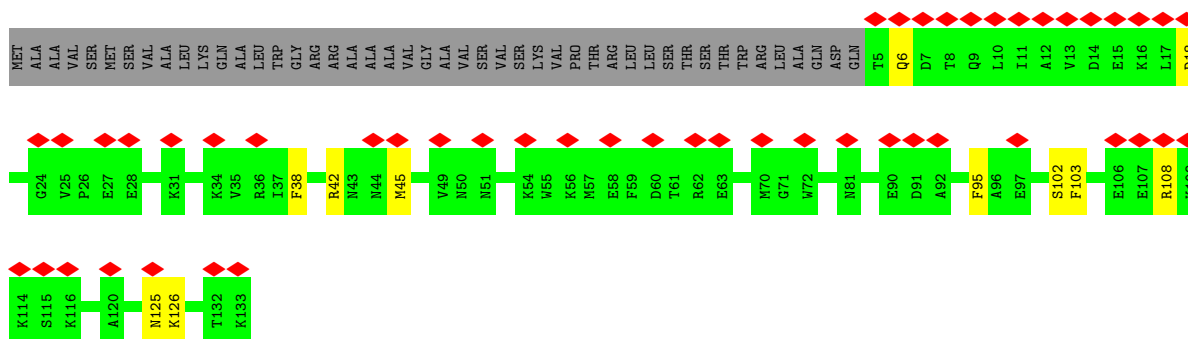 MET ALA ALA VAL SER MET SER VAL ALA LEU LYS GLN ALA LEU TRP GLY ARG ARG ALA ALA ALA VAL GLY ALA VAL SER VAL SER LYS VAL PRO THR ARG LEU LEU SER THR SER THR TRP ARG LEU ALA GLN ASP GLN T5 Q6 D7 T8 Q9 L10 I11 A12 V13 D14 E15 K16 L17
G24 V25 P26 E27 E28 K31 K34 V35 R36 I37 F38 R42 N43 N44 M45 V49 N50 N51 K54 W55 K56 M57 E58 F59 D60 T61 R62 E63 M70 G71 W72 N81 E90 D91 A92 F95 A96 E97 S102 F103 E106 E107 R108
K114 S115 K116 A120 N125 K126 T132 K133